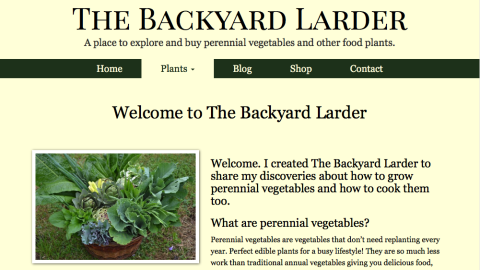 The Backyard Larder
A place to explore and buy perennial vegetables and other food plants.
Home Plants Blog Shop Contact
Welcome to The Backyard Larder
Welcome. I created The Backyard Larder to
share my discoveries about how to grow
perennial vegetables and how to cook them
too.
What are perennial vegetables?
Perennial vegetables are vegetables that don't need replanting every
year. Perfect edible plants for a busy lifestyle! They are so much less
work than traditional annual vegetables giving you delicious food,